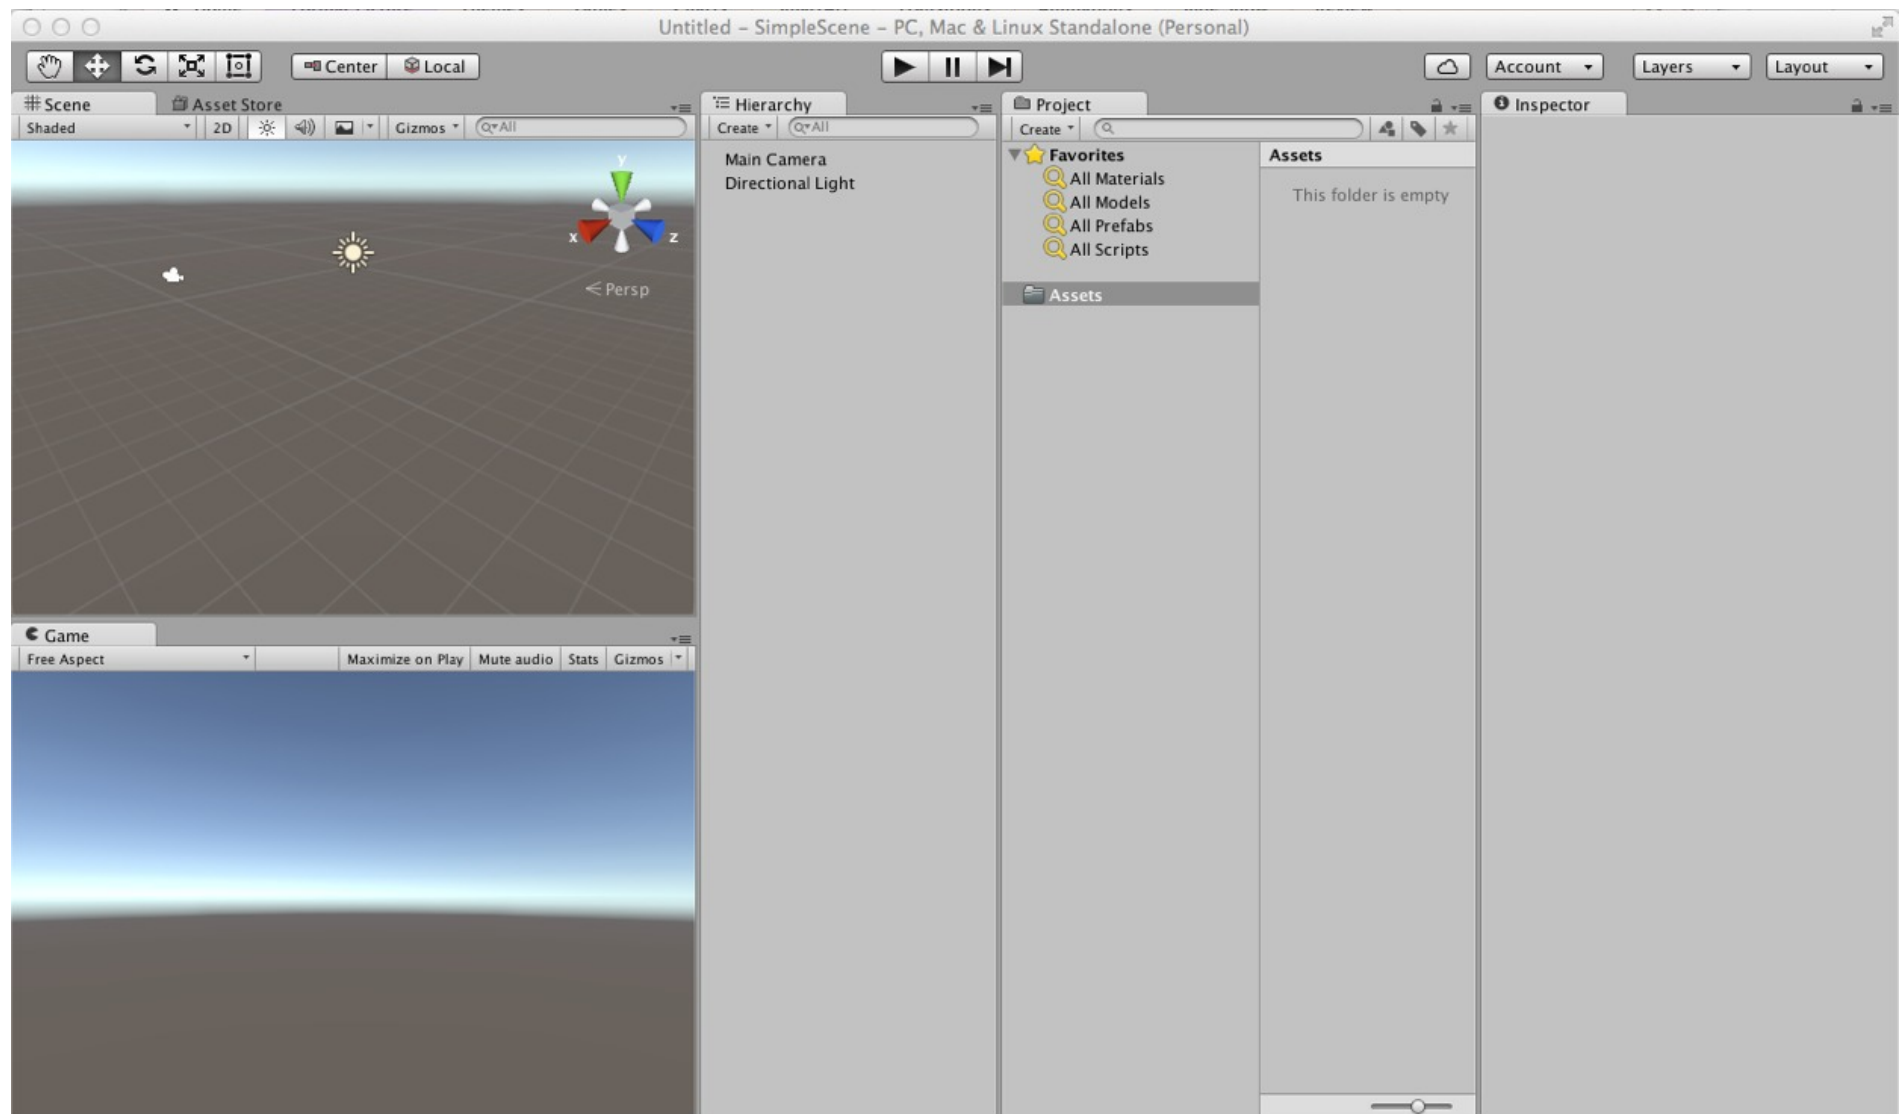 Untitled – SimpleScene – PC, Mac & Linux Standalone (Personal)
Center Local
Account Layers Layout
Scene Asset Store
Shaded 2D Gizmos All
y
x z
Persp
Game
Free Aspect Maximize on Play Mute audio Stats Gizmos
Hierarchy
Create All
Main Camera
Directional Light
Project
Create
Favorites
All Materials
All Models
All Prefabs
All Scripts
Assets
Assets
This folder is empty
Inspector